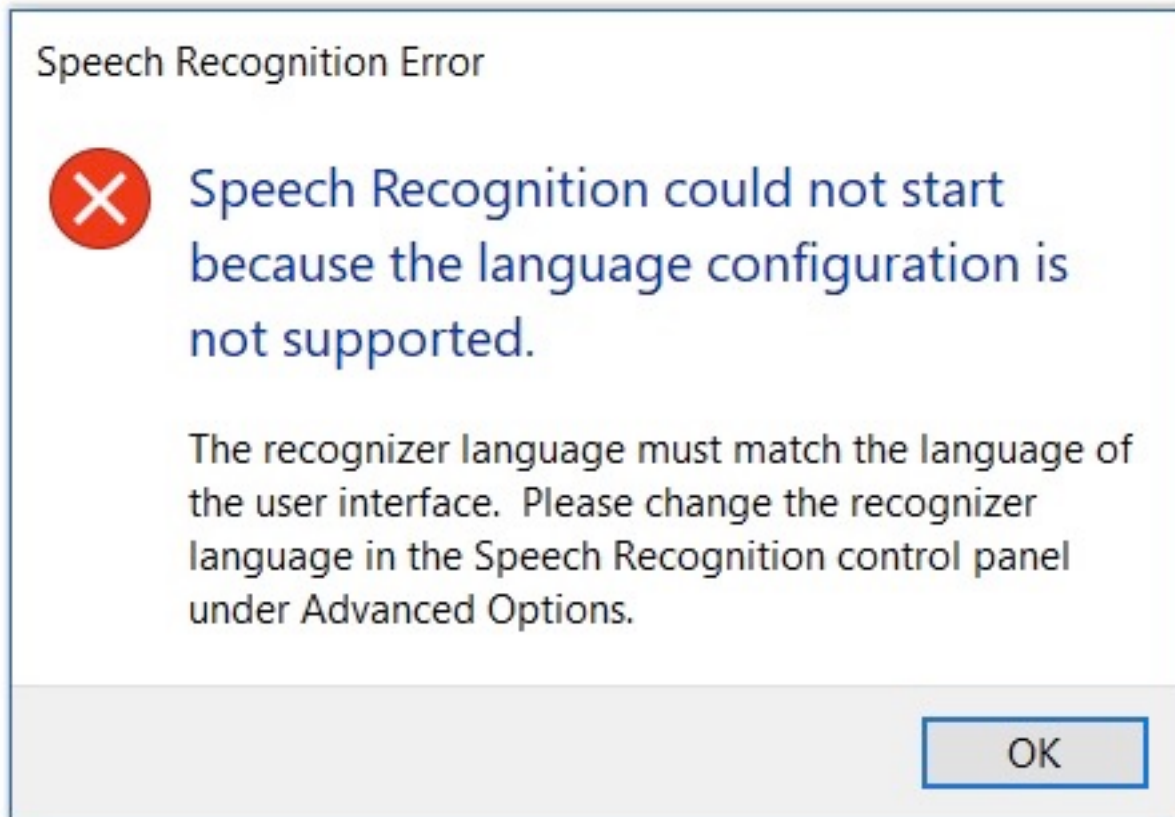 Speech Recognition Error
Speech Recognition could not start
because the language configuration is
not supported.
The recognizer language must match the language of
the user interface.  Please change the recognizer
language in the Speech Recognition control panel
under Advanced Options.
OK